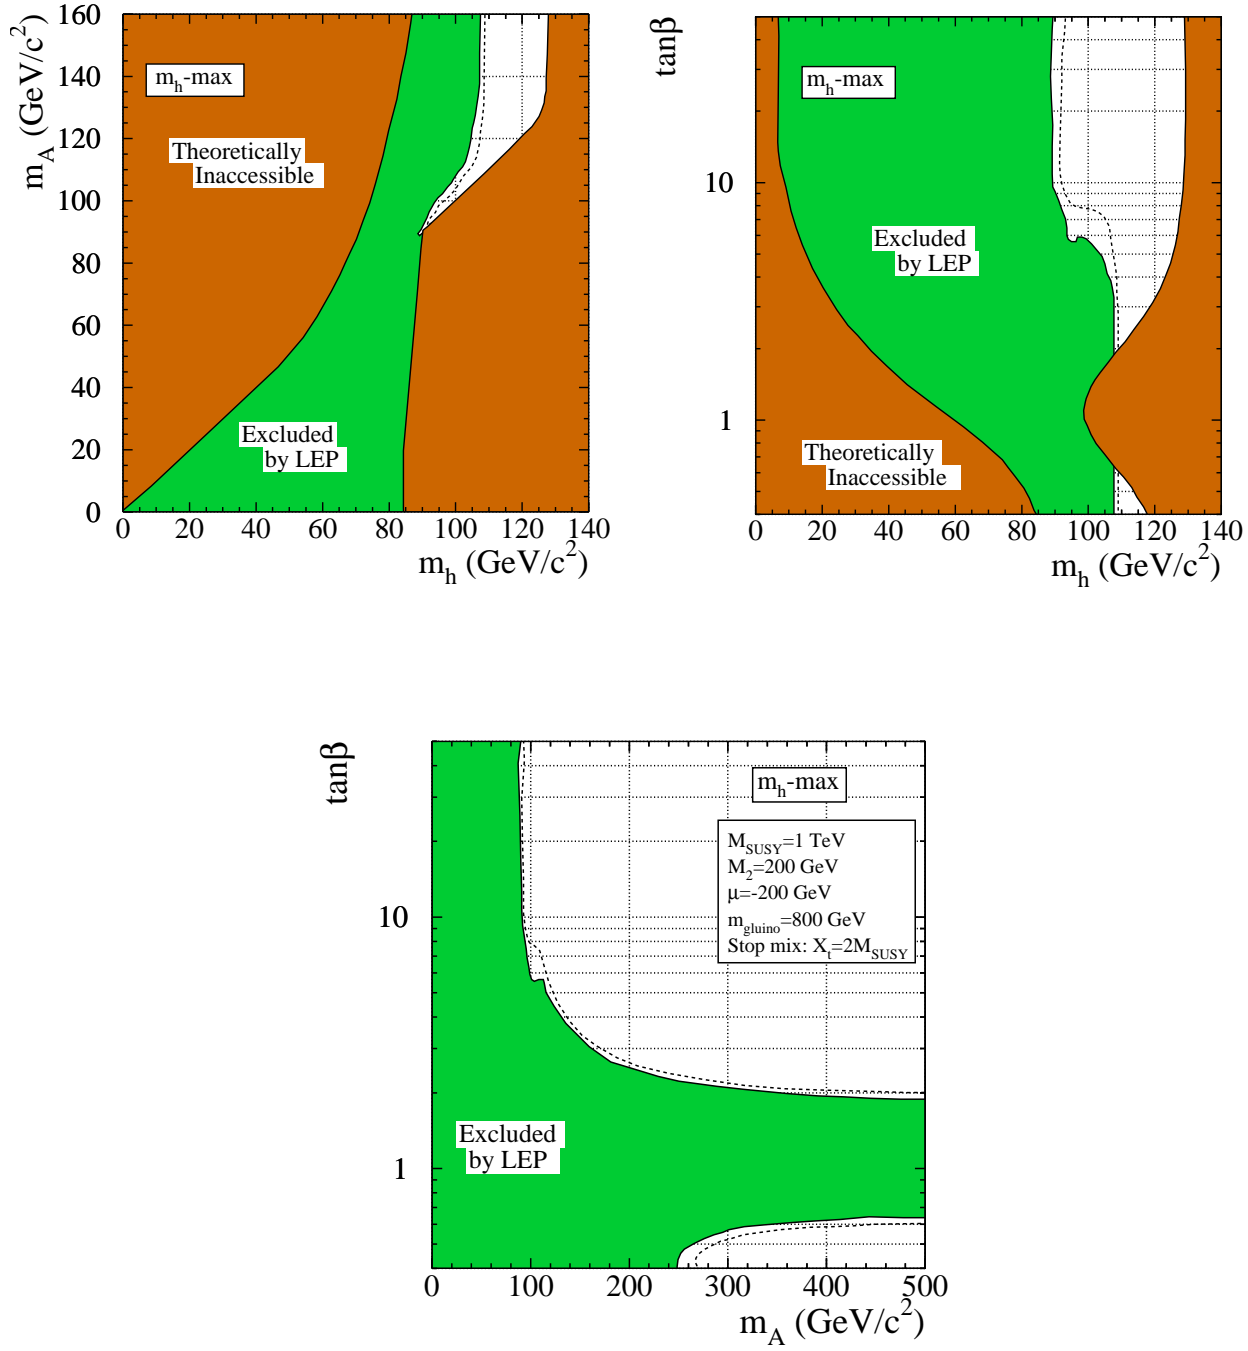 m_A (GeV/c²)
160
140
120
100
80
60
40
20
0
m_h-max
Theoretically
Inaccessible
Excluded
by LEP
0 20 40 60 80 100 120 140
m_h (GeV/c²)
tanβ
10
1
m_h-max
Excluded
by LEP
Theoretically
Inaccessible
0 20 40 60 80 100 120 140
m_h (GeV/c²)
tanβ
10
1
m_h-max
M_SUSY=1 TeV
M_2=200 GeV
μ=-200 GeV
m_gluino=800 GeV
Stop mix: X_t=2M_SUSY
Excluded
by LEP
0 100 200 300 400 500
m_A (GeV/c²)